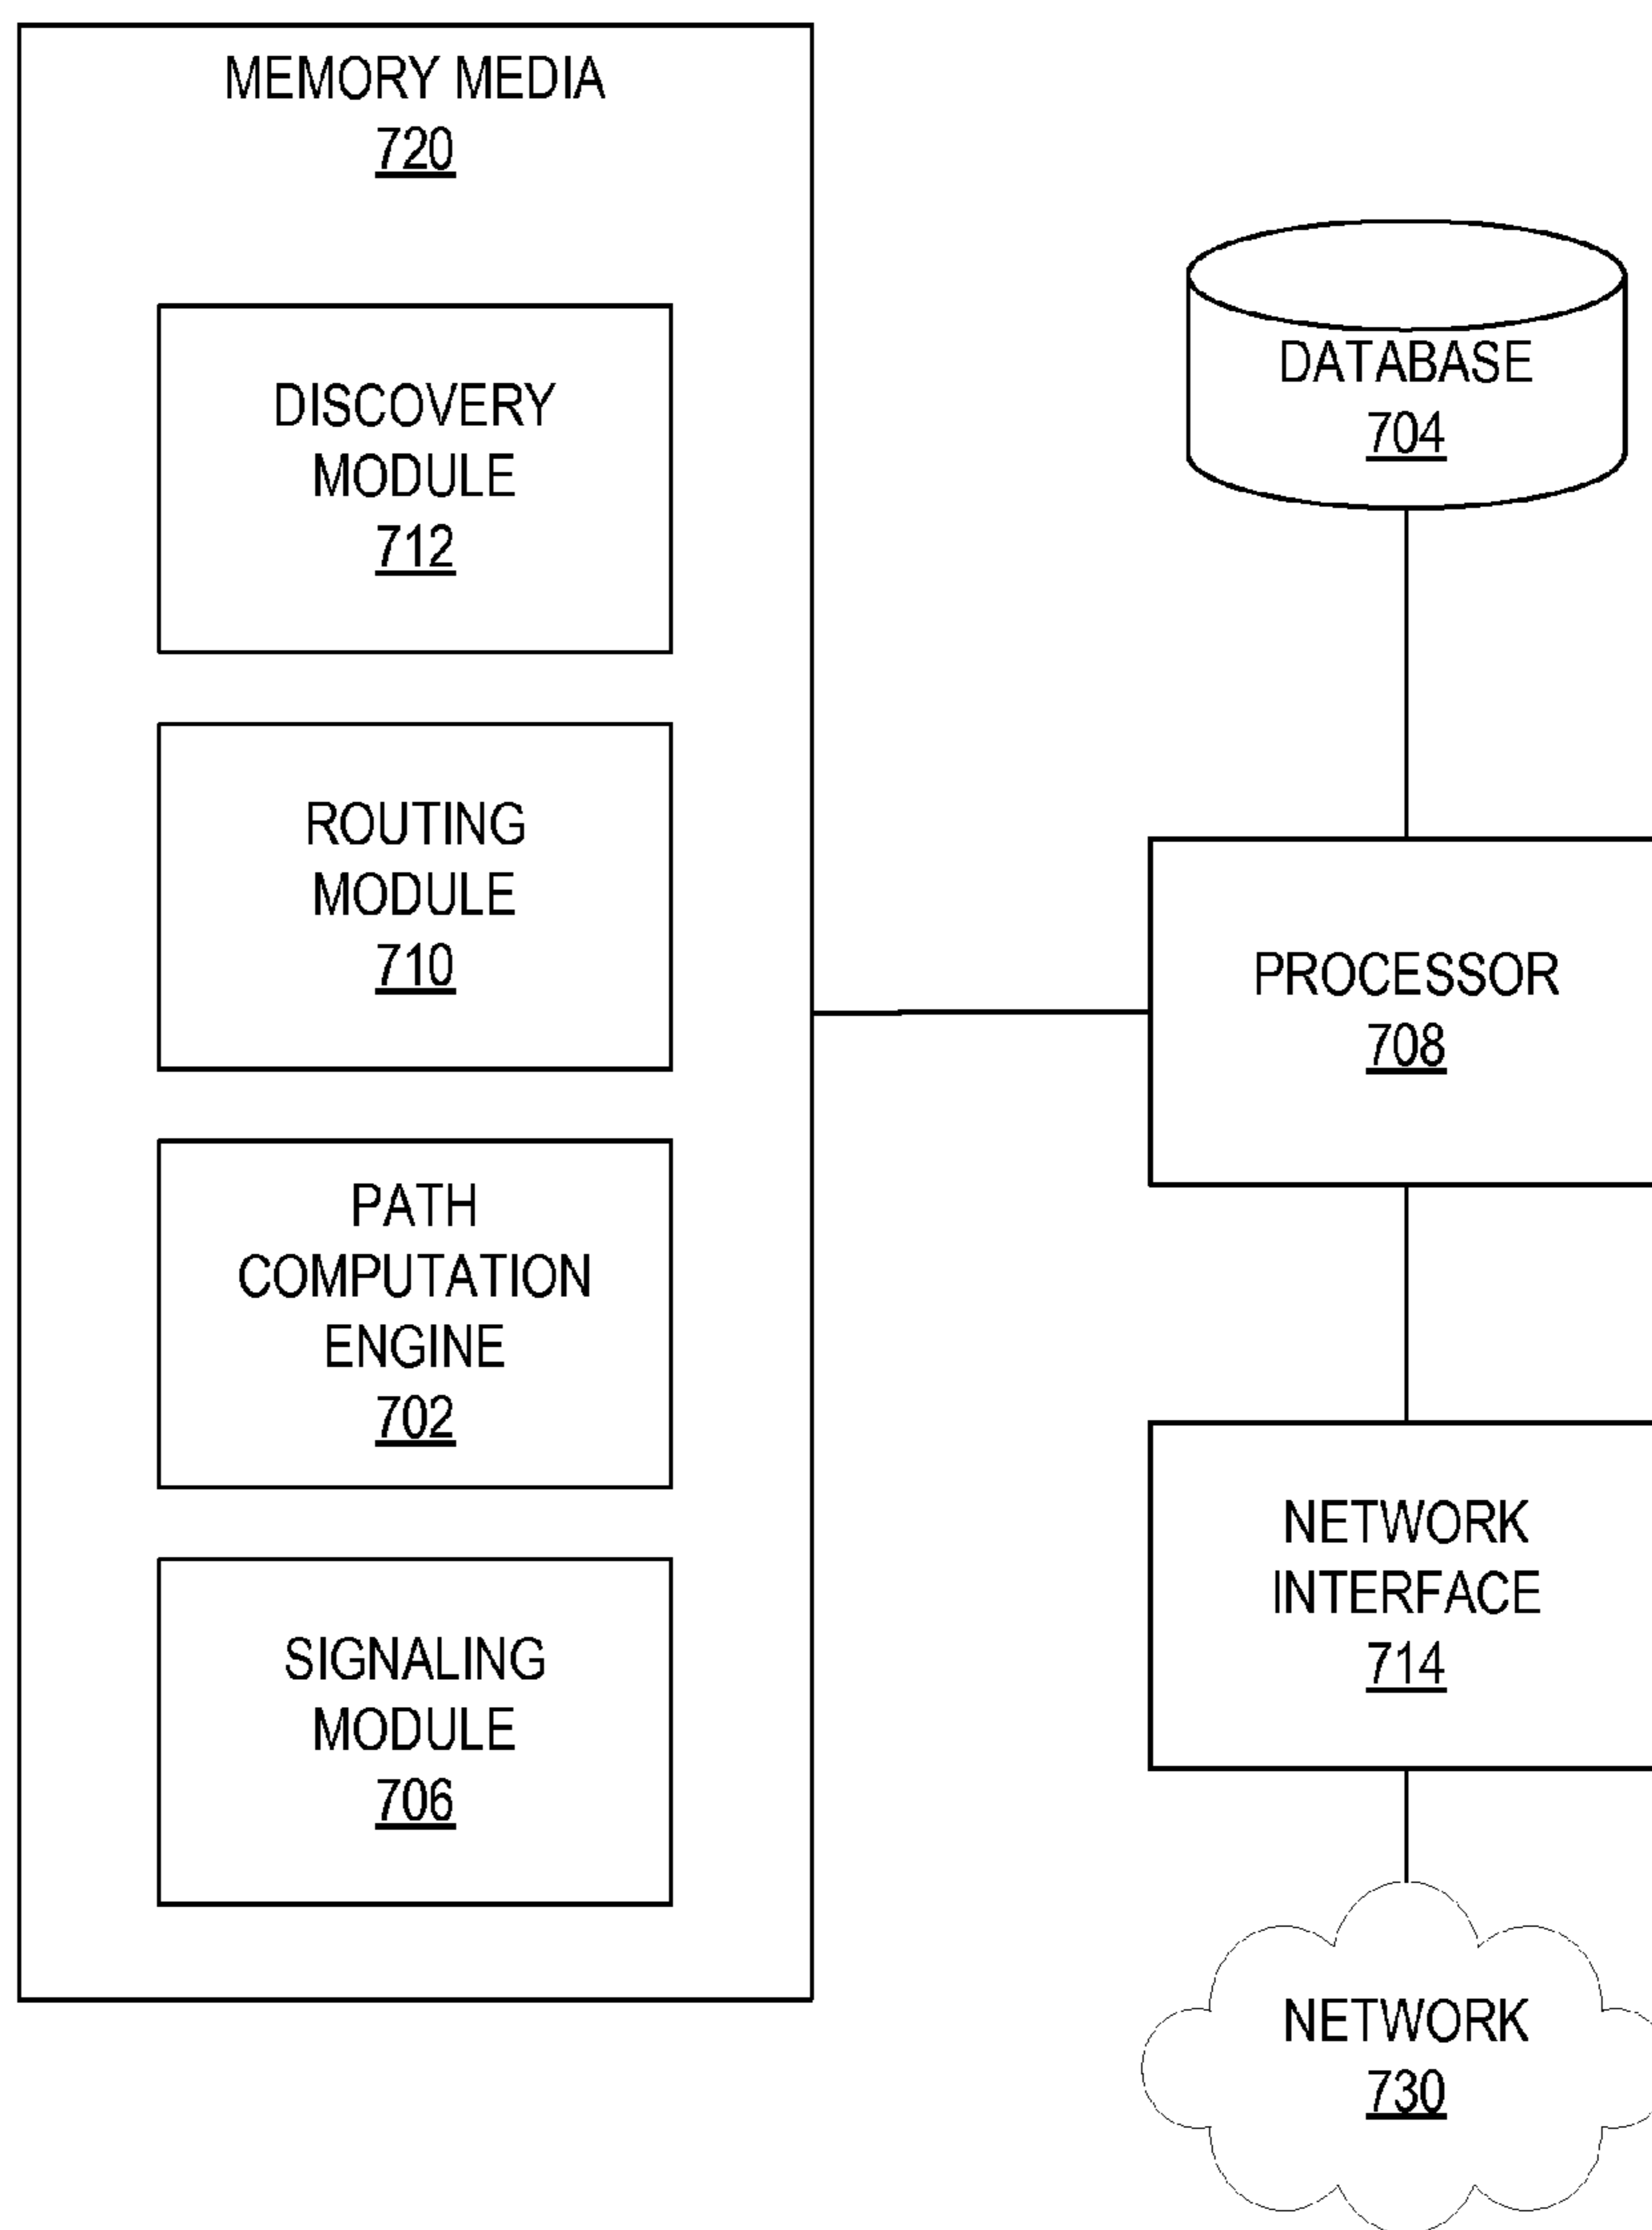 MEMORY MEDIA
720
DISCOVERY
MODULE
712
ROUTING
MODULE
710
PATH
COMPUTATION
ENGINE
702
SIGNALING
MODULE
706
DATABASE
704
PROCESSOR
708
NETWORK
INTERFACE
714
NETWORK
730